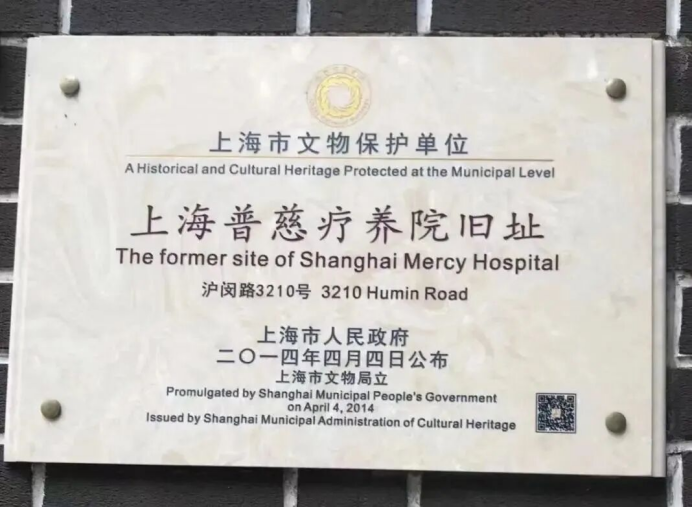 上海市文物保护单位
A Historical and Cultural Heritage Protected at the Municipal Level
上海普慈疗养院旧址
The former site of Shanghai Mercy Hospital
沪闵路3210号 3210 Humin Road
上海市人民政府
二〇一四年四月四日公布
上海市文物局立
Promulgated by Shanghai Municipal People's Government
on April 4, 2014
Issued by Shanghai Municipal Administration of Cultural Heritage